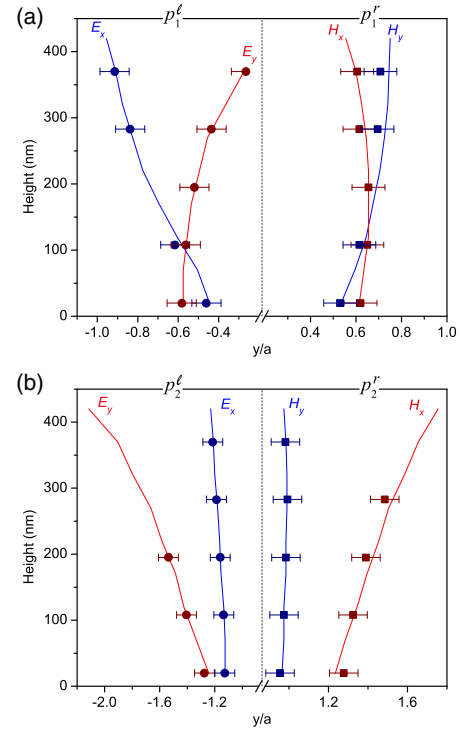 (a) p₁ˡ p₁ʳ
Eₓ E_y Hₓ H_y
400
300
200
100
0
Height (nm)
-1.0 -0.8 -0.6 -0.4 0.4 0.6 0.8 1.0
y/a
(b) p₂ˡ p₂ʳ
E_y Eₓ H_y Hₓ
400
300
200
100
0
Height (nm)
-2.0 -1.6 -1.2 1.2 1.6
y/a